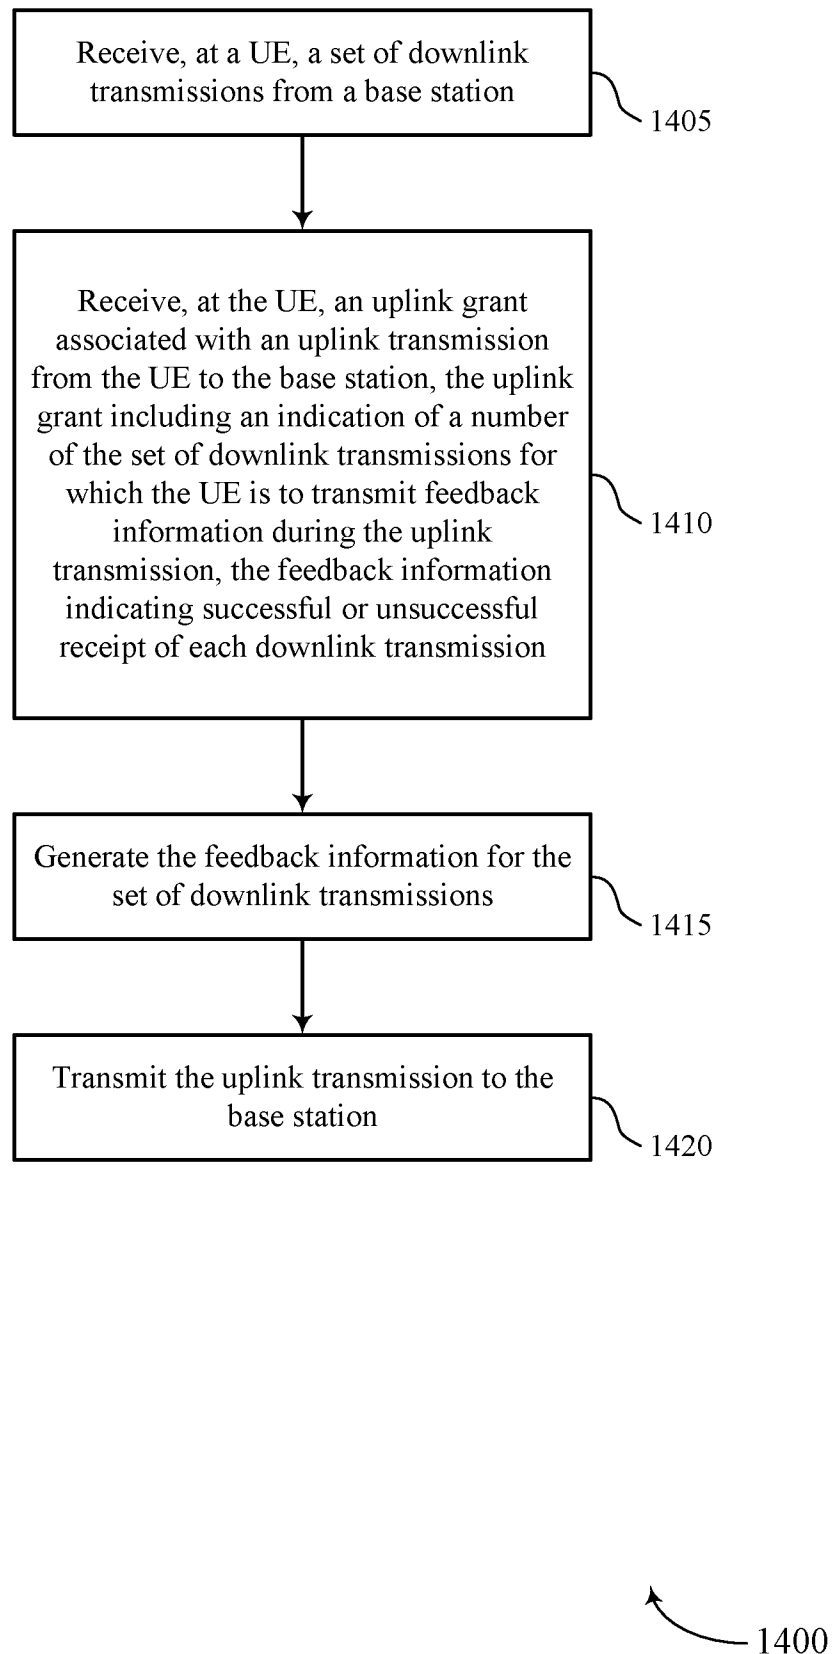 Receive, at a UE, a set of downlink
transmissions from a base station
1405
Receive, at the UE, an uplink grant
associated with an uplink transmission
from the UE to the base station, the uplink
grant including an indication of a number
of the set of downlink transmissions for
which the UE is to transmit feedback
information during the uplink
transmission, the feedback information
indicating successful or unsuccessful
receipt of each downlink transmission
1410
Generate the feedback information for the
set of downlink transmissions
1415
Transmit the uplink transmission to the
base station
1420
1400